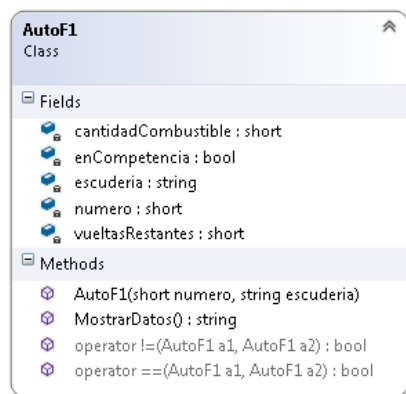 AutoF1
Class
Fields
cantidadCombustible : short
enCompetencia : bool
escuderia : string
numero : short
vueltasRestantes : short
Methods
AutoF1(short numero, string escuderia)
MostrarDatos() : string
operator !=(AutoF1 a1, AutoF1 a2) : bool
operator ==(AutoF1 a1, AutoF1 a2) : bool